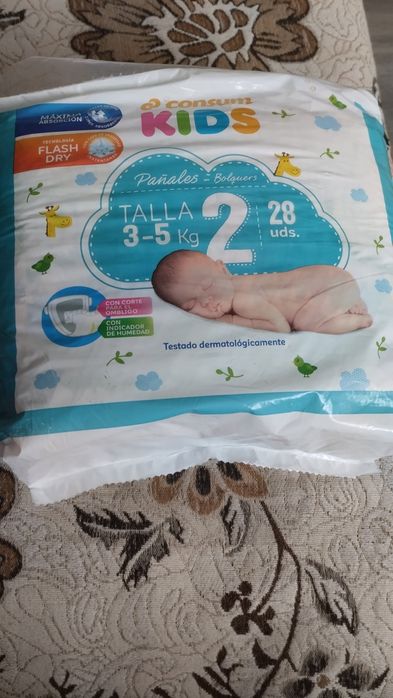 MÁXIMA
ABSORCIÓN
consum
KIDS
TECNOLOGÍA
FLASH
DRY
Pañales - Bolquers
TALLA
3-5 Kg
2
28
uds.
CON CORTE
PARA EL
OMBLIGO
CON
INDICADOR
DE HUMEDAD
Testado dermatológicamente